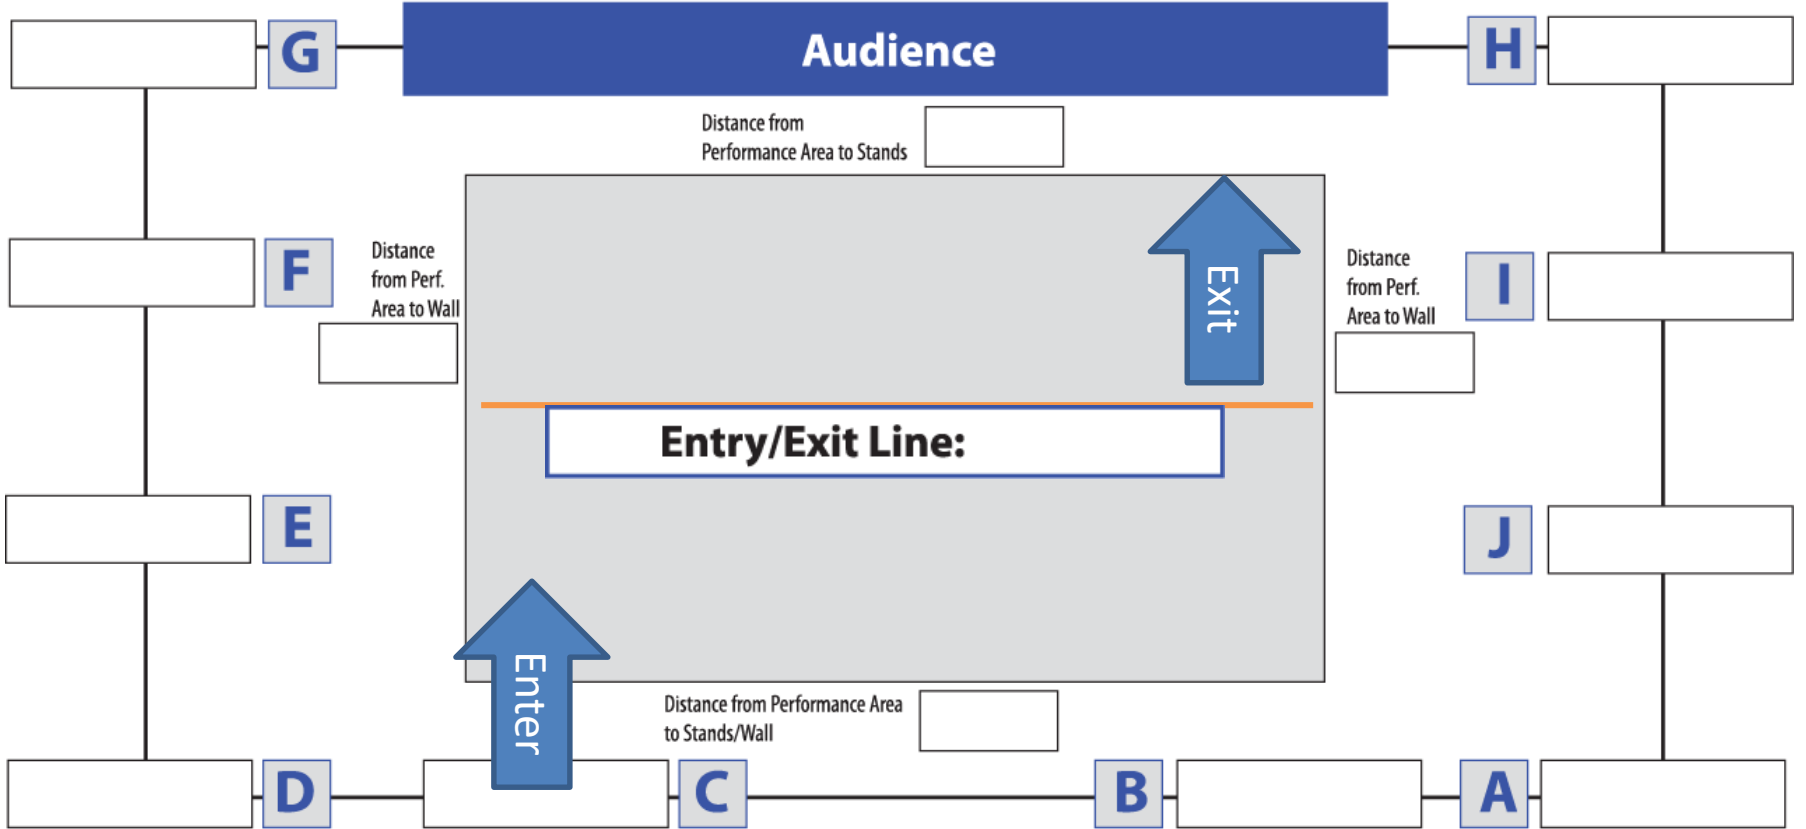 G
Audience
H
Distance from
Performance Area to Stands
F
Distance
from Perf.
Area to Wall
Exit
Distance
from Perf.
Area to Wall
I
Entry/Exit Line:
E
J
Enter
Distance from Performance Area
to Stands/Wall
D
C
B
A